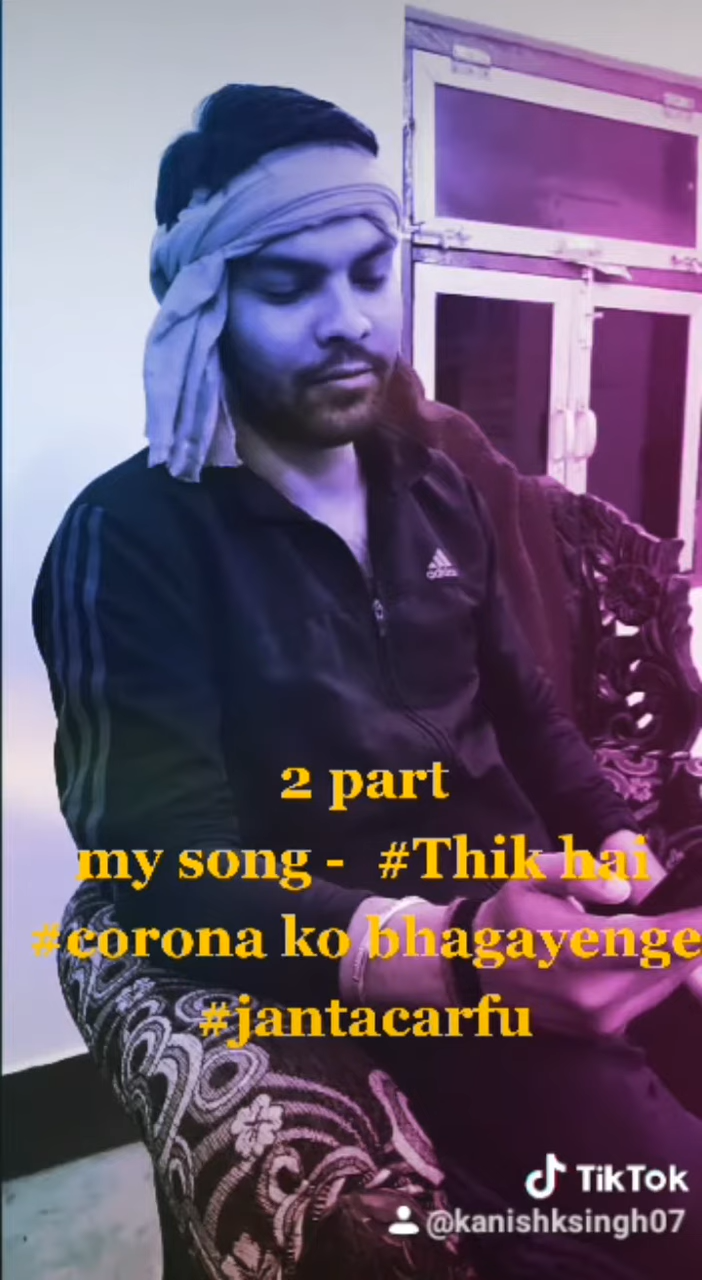 adidas
2 part
my song - #Thik hai
#corona ko bhagayenge
#jantacarfu
TikTok
@kanishksingh07